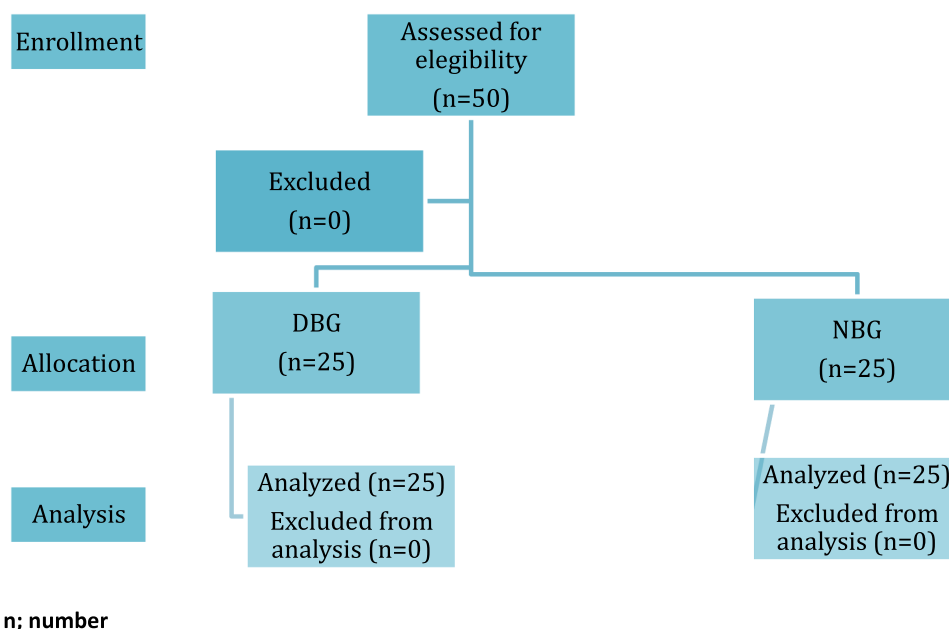 Enrollment
Assessed for
elegibility
(n=50)
Excluded
(n=0)
DBG
(n=25)
NBG
(n=25)
Allocation
Analyzed (n=25)
Excluded from
analysis (n=0)
Analyzed (n=25)
Excluded from
analysis (n=0)
Analysis
n; number